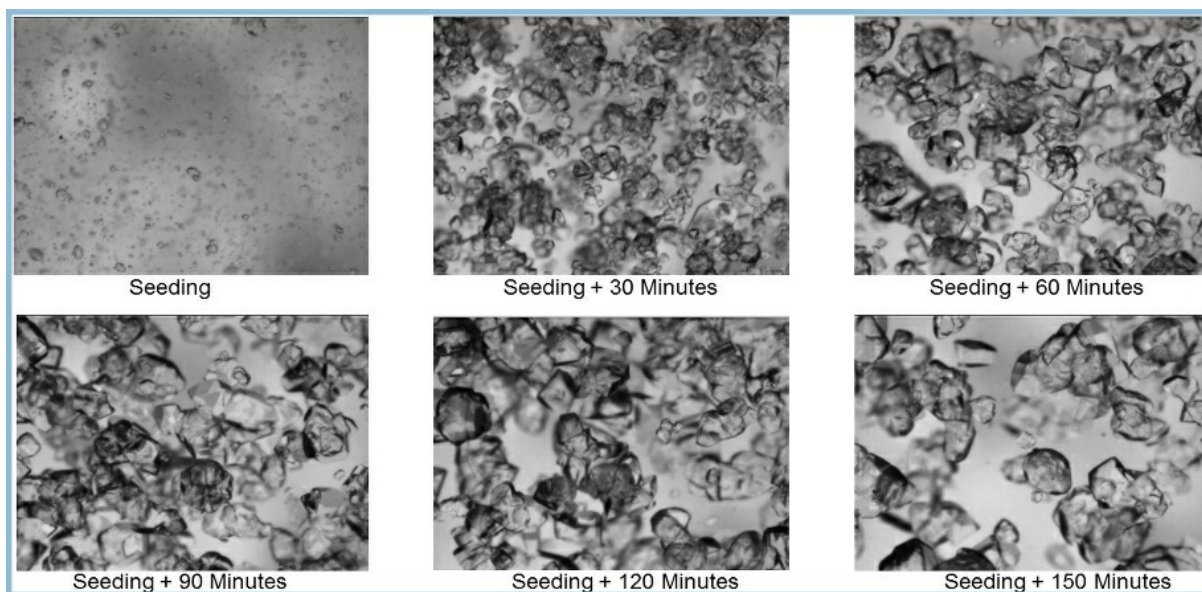 Seeding
Seeding + 30 Minutes
Seeding + 60 Minutes
Seeding + 90 Minutes
Seeding + 120 Minutes
Seeding + 150 Minutes